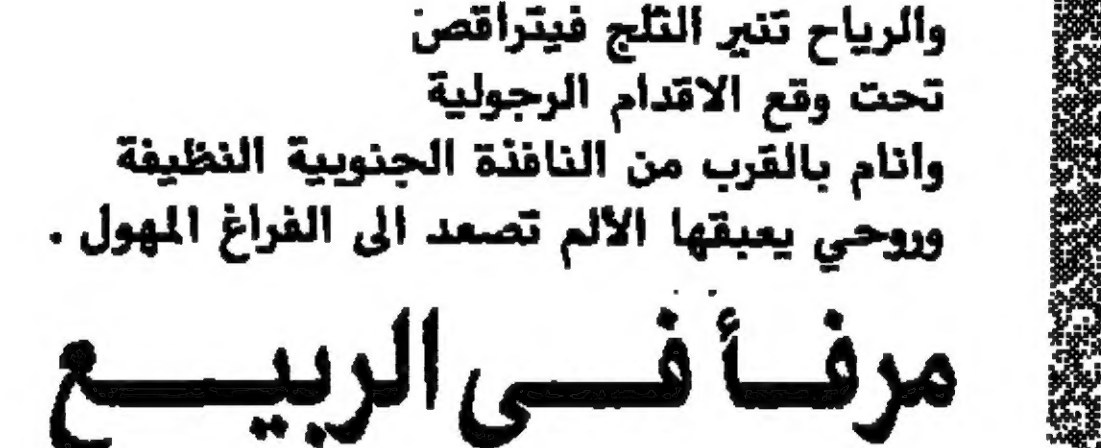 والرياح تنير الثلج فيتراقص
تحت وقع الاقدام الرجولية
وانام بالقرب من النافذة الجنوبية النظيفة
وروحي يعبقها الألم تصعد الى الفراغ المهول .
مرفأ في الربيع